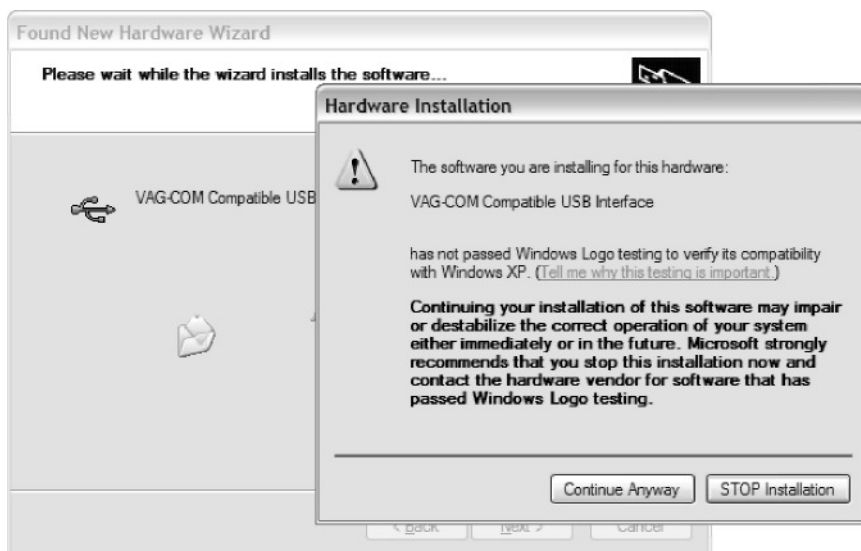 Found New Hardware Wizard
Please wait while the wizard installs the software...
Hardware Installation
The software you are installing for this hardware:
VAG-COM Compatible USB
VAG-COM Compatible USB Interface
has not passed Windows Logo testing to verify its compatibility
with Windows XP. (Tell me why this testing is important.)
Continuing your installation of this software may impair
or destabilize the correct operation of your system
either immediately or in the future. Microsoft strongly
recommends that you stop this installation now and
contact the hardware vendor for software that has
passed Windows Logo testing.
Continue Anyway
STOP Installation
< Back
Next >
Cancel